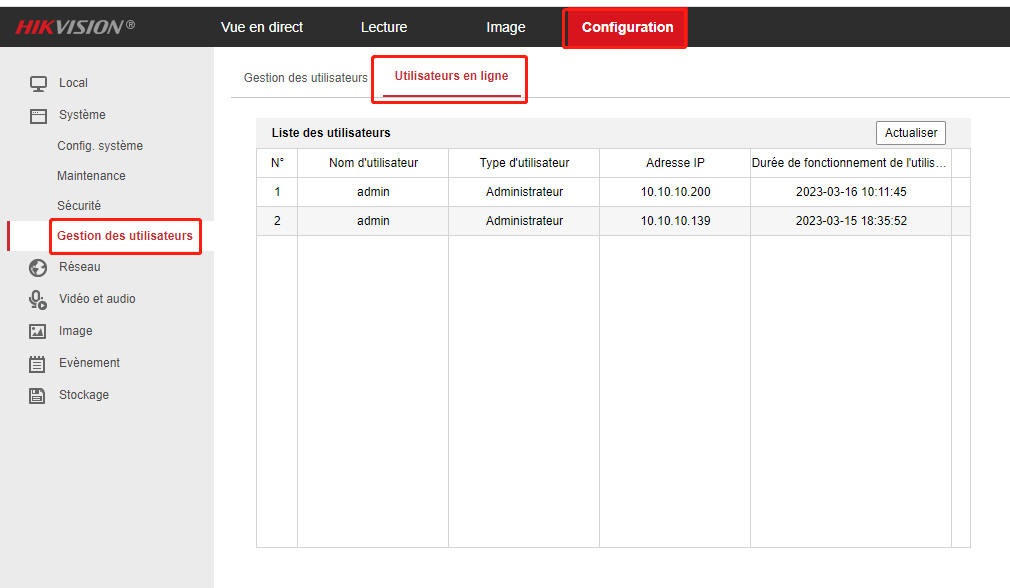 HIKVISION®
Vue en direct Lecture Image Configuration
Gestion des utilisateurs Utilisateurs en ligne
Local
Système
Config. système
Maintenance
Sécurité
Gestion des utilisateurs
Réseau
Vidéo et audio
Image
Evènement
Stockage
Liste des utilisateurs Actualiser
N° Nom d'utilisateur Type d'utilisateur Adresse IP Durée de fonctionnement de l'utilis…
1 admin Administrateur 10.10.10.200 2023-03-16 10:11:45
2 admin Administrateur 10.10.10.139 2023-03-15 18:35:52